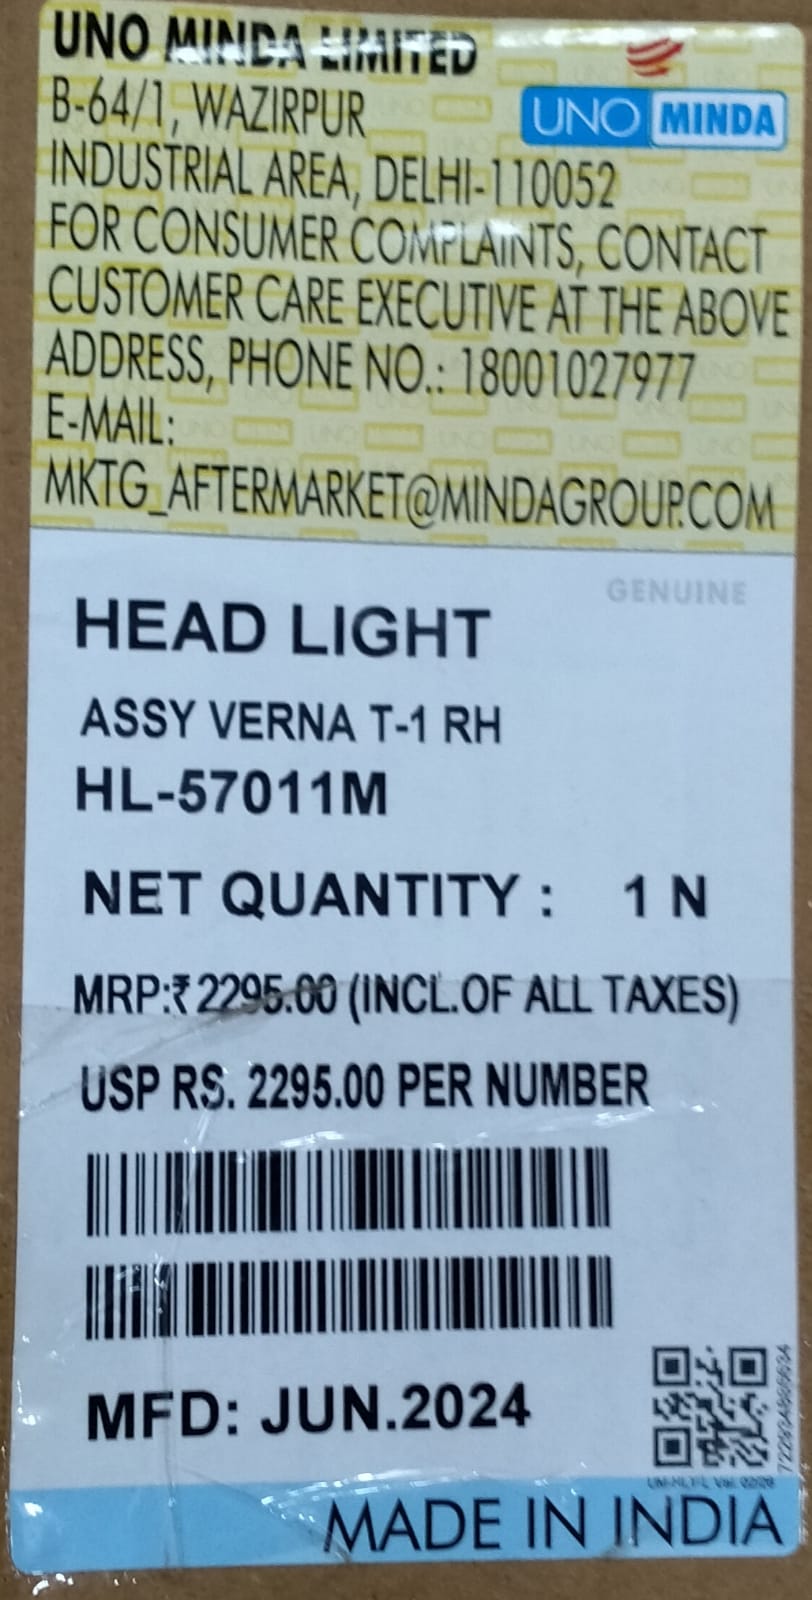 UNO MINDA LIMITED
UNO MINDA
B-64/1, WAZIRPUR
INDUSTRIAL AREA, DELHI-110052
FOR CONSUMER COMPLAINTS, CONTACT
CUSTOMER CARE EXECUTIVE AT THE ABOVE
ADDRESS, PHONE NO.: 18001027977
E-MAIL:
MKTG_AFTERMARKET@MINDAGROUP.COM
GENUINE
HEAD LIGHT
ASSY VERNA T-1 RH
HL-57011M
NET QUANTITY : 1 N
MRP:₹ 2295.00 (INCL.OF ALL TAXES)
USP RS. 2295.00 PER NUMBER
MFD: JUN.2024
MADE IN INDIA